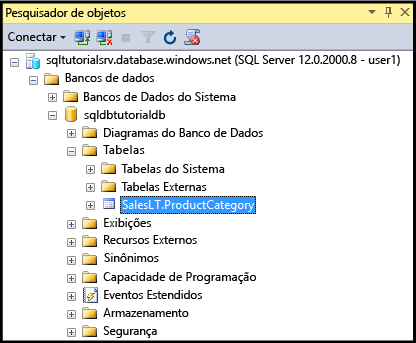 Pesquisador de objetos
Conectar
sqltutorialsrv.database.windows.net (SQL Server 12.0.2000.8 - user1)
Bancos de dados
Bancos de Dados do Sistema
sqldbtutorialdb
Diagramas do Banco de Dados
Tabelas
Tabelas do Sistema
Tabelas Externas
SalesLT.ProductCategory
Exibições
Recursos Externos
Sinônimos
Capacidade de Programação
Eventos Estendidos
Armazenamento
Segurança